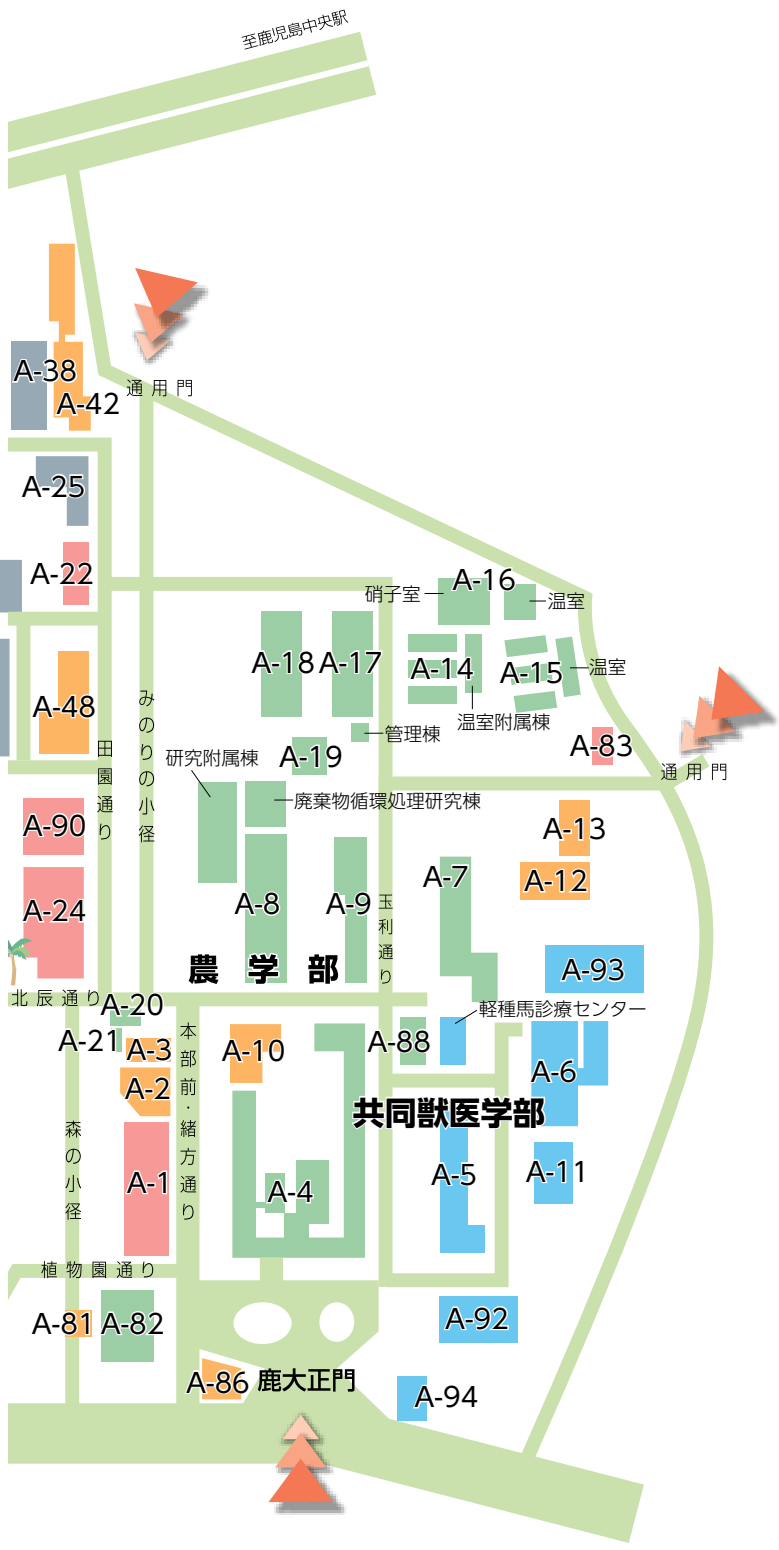 至鹿児島中央駅
A-38
通用門
A-42
A-25
A-22
A-16
硝子室
温室
A-18
A-17
A-14
A-15
温室
A-48
みのりの小径
温室附属棟
管理棟
A-83
田園通り
研究附属棟
A-19
通用門
廃棄物循環処理研究棟
A-90
A-13
A-7
A-12
A-24
A-8
A-9
玉利通り
農学部
A-93
北辰通り
A-20
軽種馬診療センター
A-21
A-3
本部前・緒方通り
A-10
A-88
A-2
A-6
共同獣医学部
森の小径
A-1
A-4
A-5
A-11
植物園通り
A-81
A-82
A-92
A-86
鹿大正門
A-94